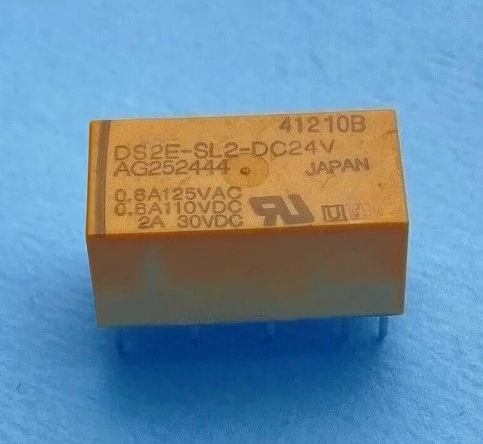 41210B
DS2E-SL2-DC24V
AG252444
JAPAN
0.6A125VAC
0.6A110VDC
2A 30VDC